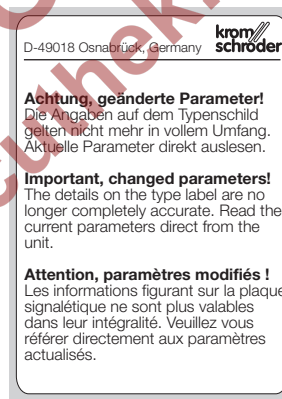 D-49018 Osnabrück, Germany
krom//
schröder
Achtung, geänderte Parameter!
Die Angaben auf dem Typenschild
gelten nicht mehr in vollem Umfang.
Aktuelle Parameter direkt auslesen.
Important, changed parameters!
The details on the type label are no
longer completely accurate. Read the
current parameters direct from the
unit.
Attention, paramètres modifiés !
Les informations figurant sur la plaque
signalétique ne sont plus valables
dans leur intégralité. Veuillez vous
référer directement aux paramètres
actualisés.